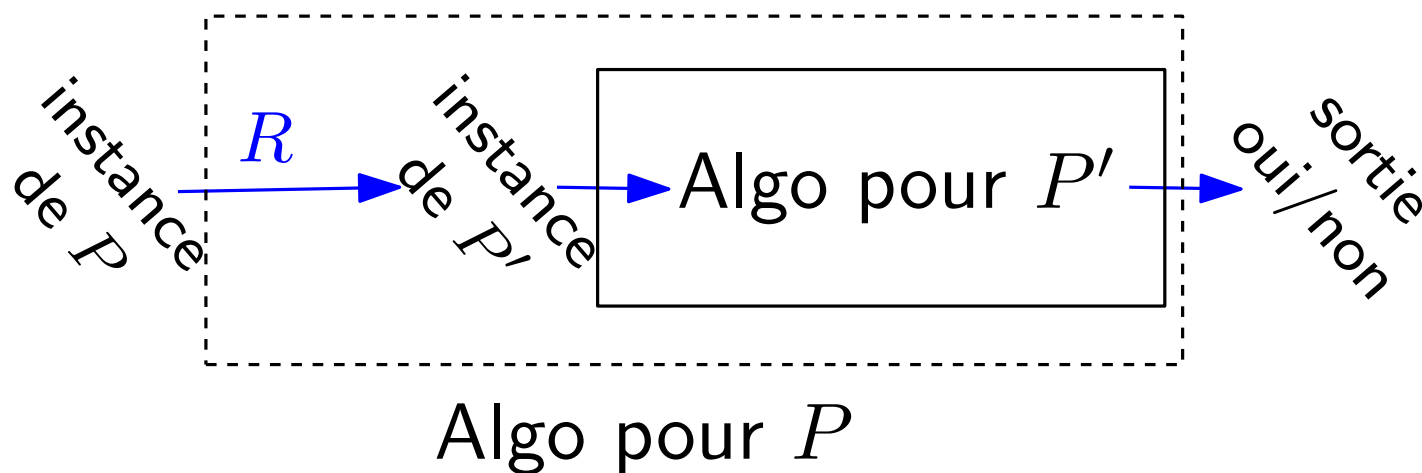 instance
de P
R
instance
de P′
Algo pour P′
sortie
oui/non
Algo pour P